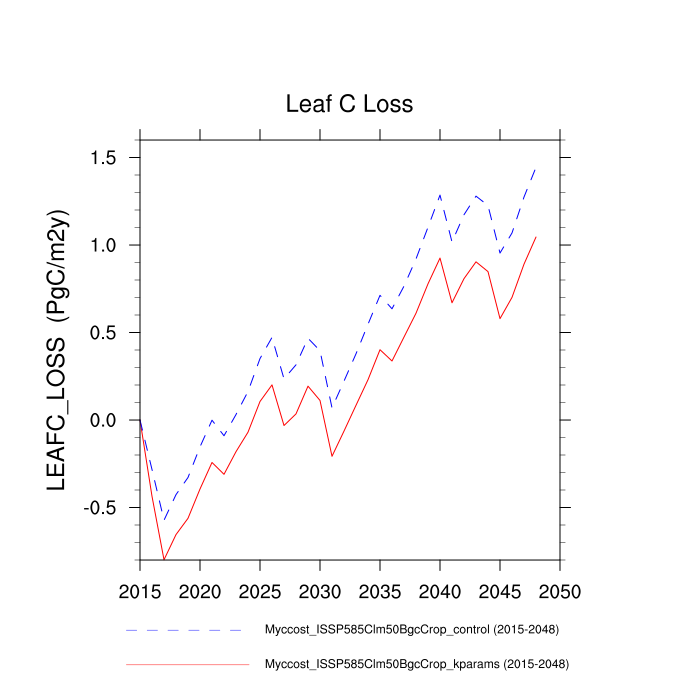 Leaf C Loss
LEAFC_LOSS (PgC/m2y)
1.5
1.0
0.5
0.0
-0.5
2015 2020 2025 2030 2035 2040 2045 2050
Myccost_ISSP585Clm50BgcCrop_control (2015-2048)
Myccost_ISSP585Clm50BgcCrop_kparams (2015-2048)